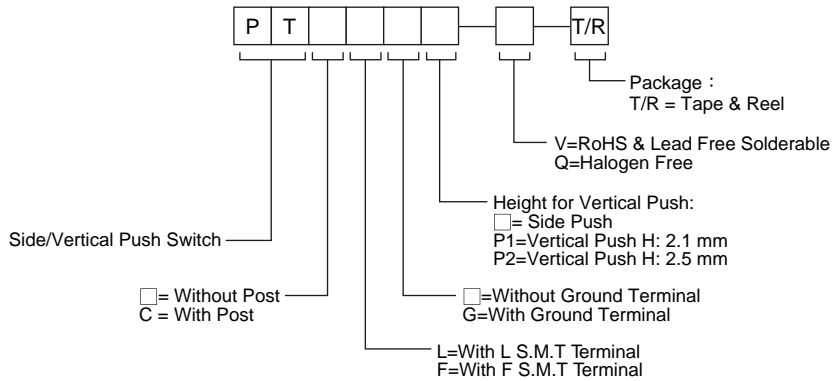 P T T/R
Package：
T/R = Tape & Reel
V=RoHS & Lead Free Solderable
Q=Halogen Free
Height for Vertical Push:
□= Side Push
P1=Vertical Push H: 2.1 mm
P2=Vertical Push H: 2.5 mm
Side/Vertical Push Switch
□= Without Post
C = With Post
□=Without Ground Terminal
G=With Ground Terminal
L=With L S.M.T Terminal
F=With F S.M.T Terminal